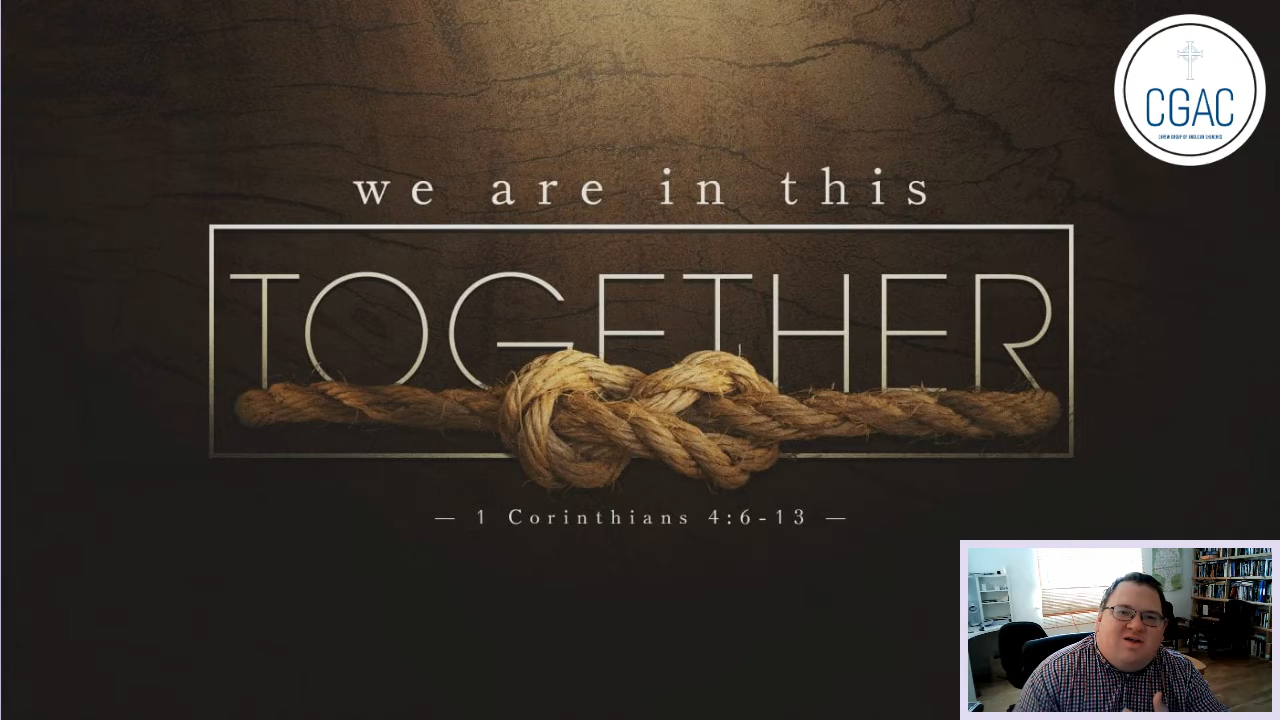 CGAC
we are in this
TOGETHER
— 1 Corinthians 4:6-13 —